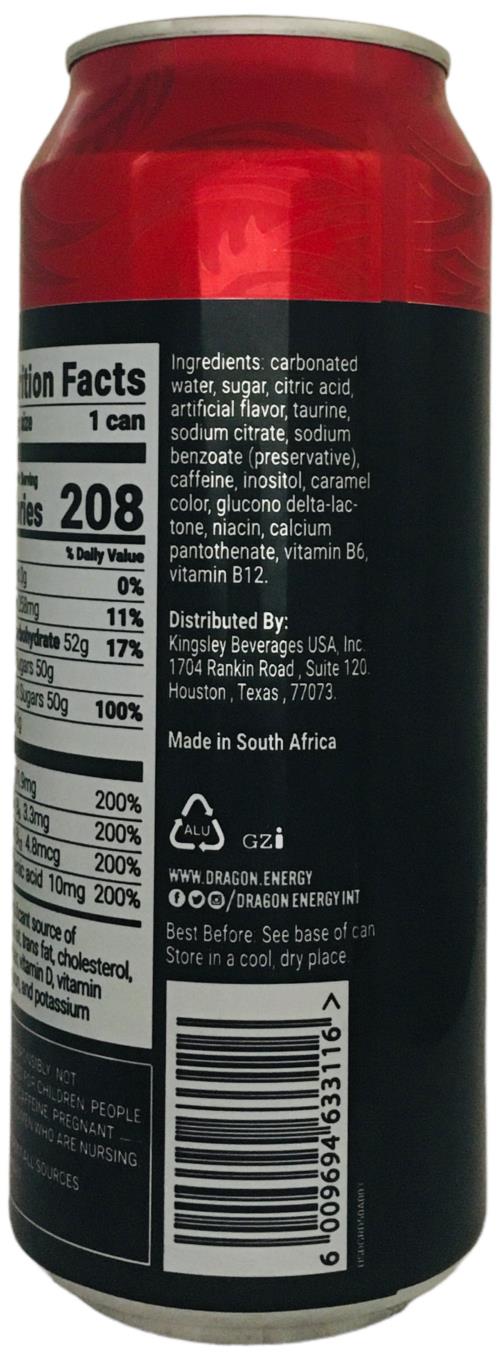 Facts
1 can
208
% Daily Value
0g
0%
11%
52g 17%
50g
Sugars 50g 100%
200%
3.3mg 200%
4.8mcg 200%
acid 10mg 200%
source of
trans fat, cholesterol,
vitamin D, vitamin
and potassium
NOT
CHILDREN PEOPLE
PREGNANT
WHO ARE NURSING
SOURCES
Ingredients: carbonated
water, sugar, citric acid,
artificial flavor, taurine,
sodium citrate, sodium
benzoate (preservative),
caffeine, inositol, caramel
color, glucono delta-lac-
tone, niacin, calcium
pantothenate, vitamin B6,
vitamin B12.
Distributed By:
Kingsley Beverages USA, Inc.
1704 Rankin Road , Suite 120.
Houston , Texas , 77073.
Made in South Africa
ALU
GZi
WWW.DRAGON.ENERGY
/DRAGON ENERGY INT
Best Before: See base of can
Store in a cool, dry place
6 009694 633116 >